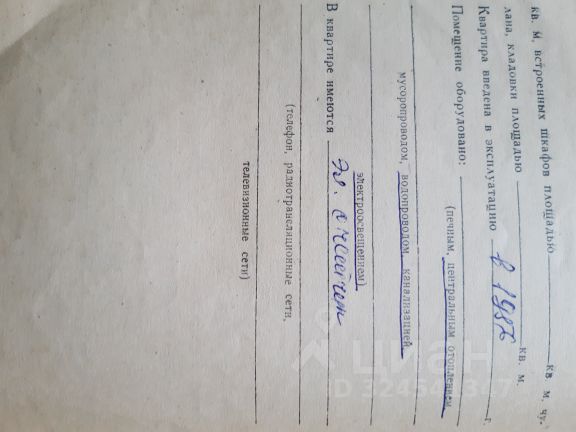 кв. м, встроенных шкафов площадью кв. м, чу-
лана, кладовки площадью кв. м.
Квартира введена в эксплуатацию в 198 г.
Помещение оборудовано:
(печным, центральным отоплением
мусоропроводом, водопроводом, канализацией,
электроосвещением)
В квартире имеются эл.
(телефон, радиотрансляционные сети,
телевизионные сети)
циан